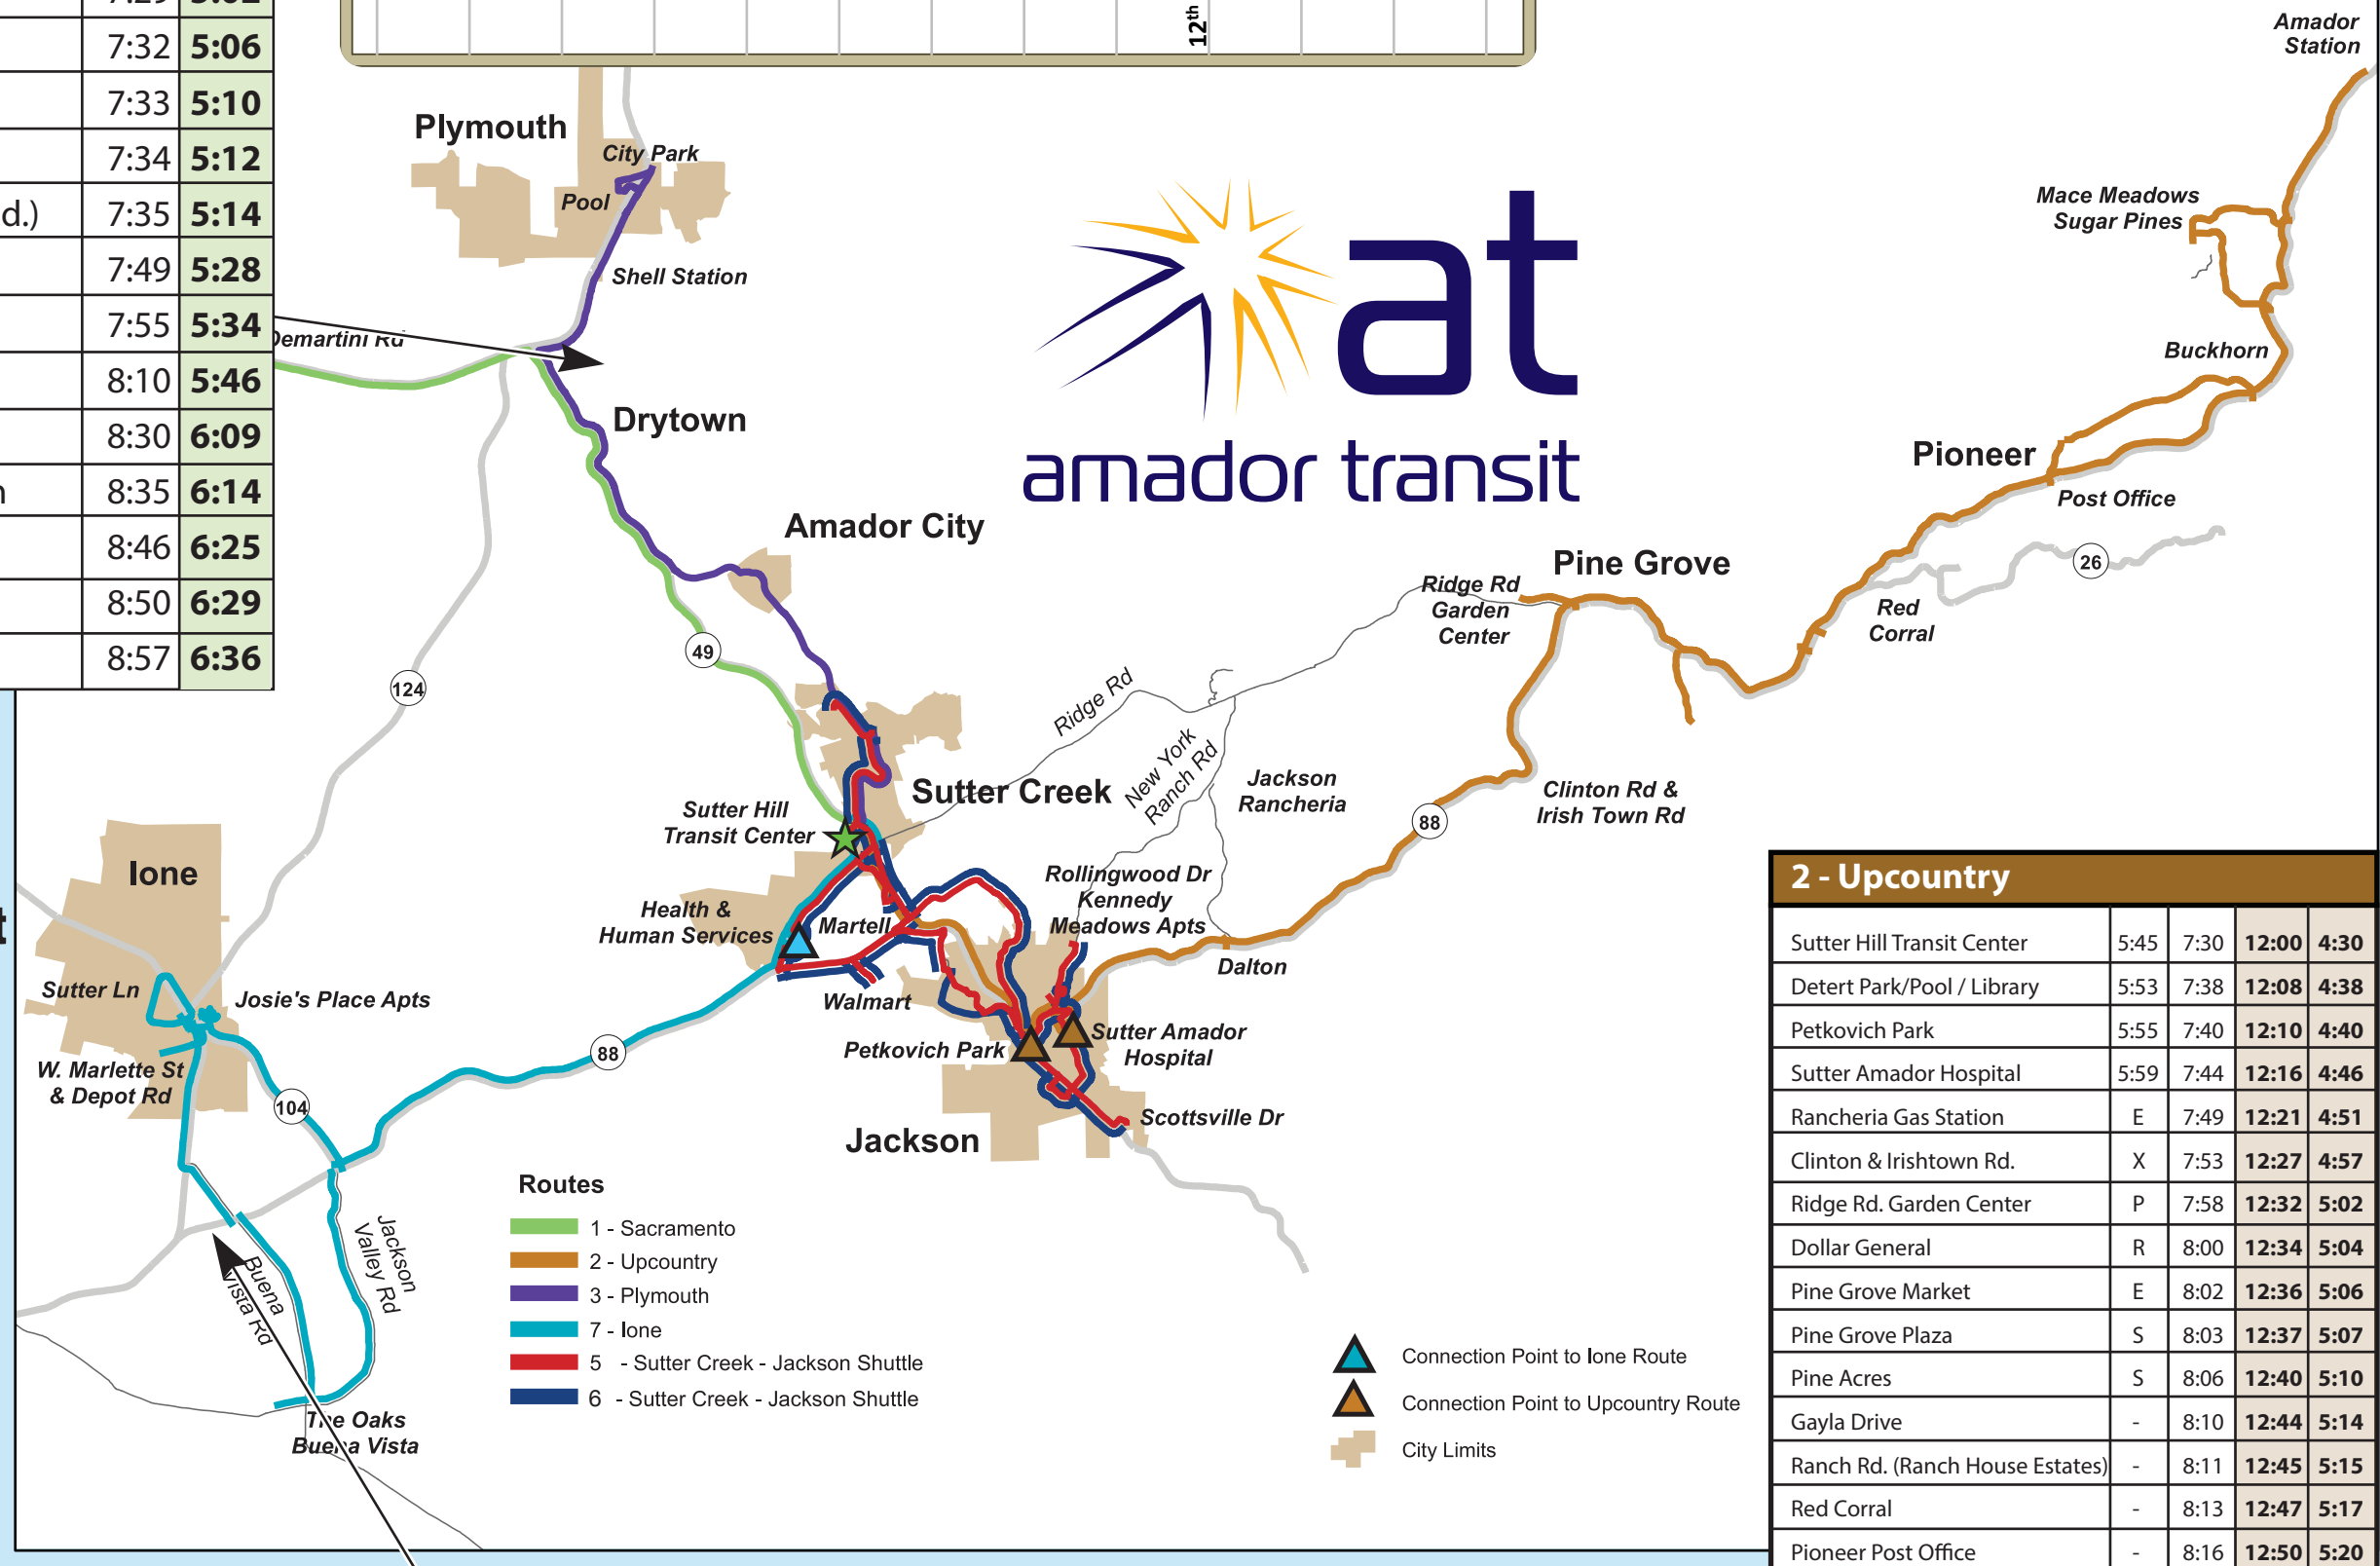 7:32 5:06
7:33 5:10
7:34 5:12
d.) 7:35 5:14
7:49 5:28
7:55 5:34
8:10 5:46
8:30 6:09
8:35 6:14
8:46 6:25
8:50 6:29
8:57 6:36
12th
Plymouth
City Park
Pool
Shell Station
Demartini Rd
Drytown
Amador City
49
124
at
amador transit
Amador
Station
Mace Meadows
Sugar Pines
Buckhorn
Pioneer
Post Office
26
Red
Corral
Pine Grove
Ridge Rd
Garden
Center
Ridge Rd
New York
Ranch Rd
Jackson
Rancheria
Clinton Rd &
Irish Town Rd
88
Sutter Creek
Sutter Hill
Transit Center
Health &
Human Services
Martell
Walmart
Rollingwood Dr
Kennedy
Meadows Apts
Dalton
Sutter Amador
Hospital
Petkovich Park
Scottsville Dr
Jackson
Ione
Sutter Ln
Josie's Place Apts
W. Marlette St
& Depot Rd
104
88
Jackson
Valley Rd
Buena
Vista Rd
The Oaks
Buena Vista
Routes
1 - Sacramento
2 - Upcountry
3 - Plymouth
7 - Ione
5 - Sutter Creek - Jackson Shuttle
6 - Sutter Creek - Jackson Shuttle
Connection Point to Ione Route
Connection Point to Upcountry Route
City Limits
2 - Upcountry
Sutter Hill Transit Center 5:45 7:30 12:00 4:30
Detert Park/Pool / Library 5:53 7:38 12:08 4:38
Petkovich Park 5:55 7:40 12:10 4:40
Sutter Amador Hospital 5:59 7:44 12:16 4:46
Rancheria Gas Station E 7:49 12:21 4:51
Clinton & Irishtown Rd. X 7:53 12:27 4:57
Ridge Rd. Garden Center P 7:58 12:32 5:02
Dollar General R 8:00 12:34 5:04
Pine Grove Market E 8:02 12:36 5:06
Pine Grove Plaza S 8:03 12:37 5:07
Pine Acres S 8:06 12:40 5:10
Gayla Drive - 8:10 12:44 5:14
Ranch Rd. (Ranch House Estates) - 8:11 12:45 5:15
Red Corral - 8:13 12:47 5:17
Pioneer Post Office - 8:16 12:50 5:20